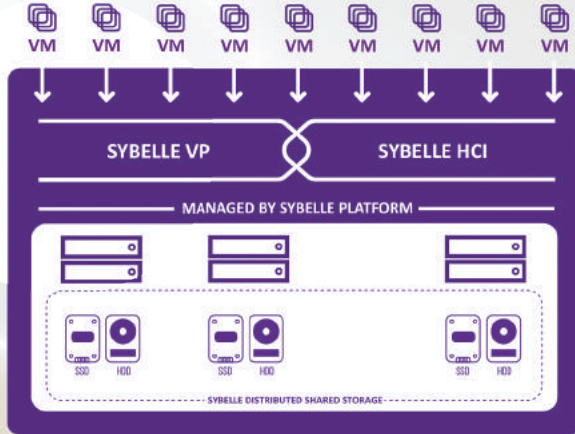 VM VM VM VM VM VM VM VM VM
SYBELLE VP SYBELLE HCI
MANAGED BY SYBELLE PLATFORM
SSD HDD SSD HDD SSD HDD
SYBELLE DISTRIBUTED SHARED STORAGE